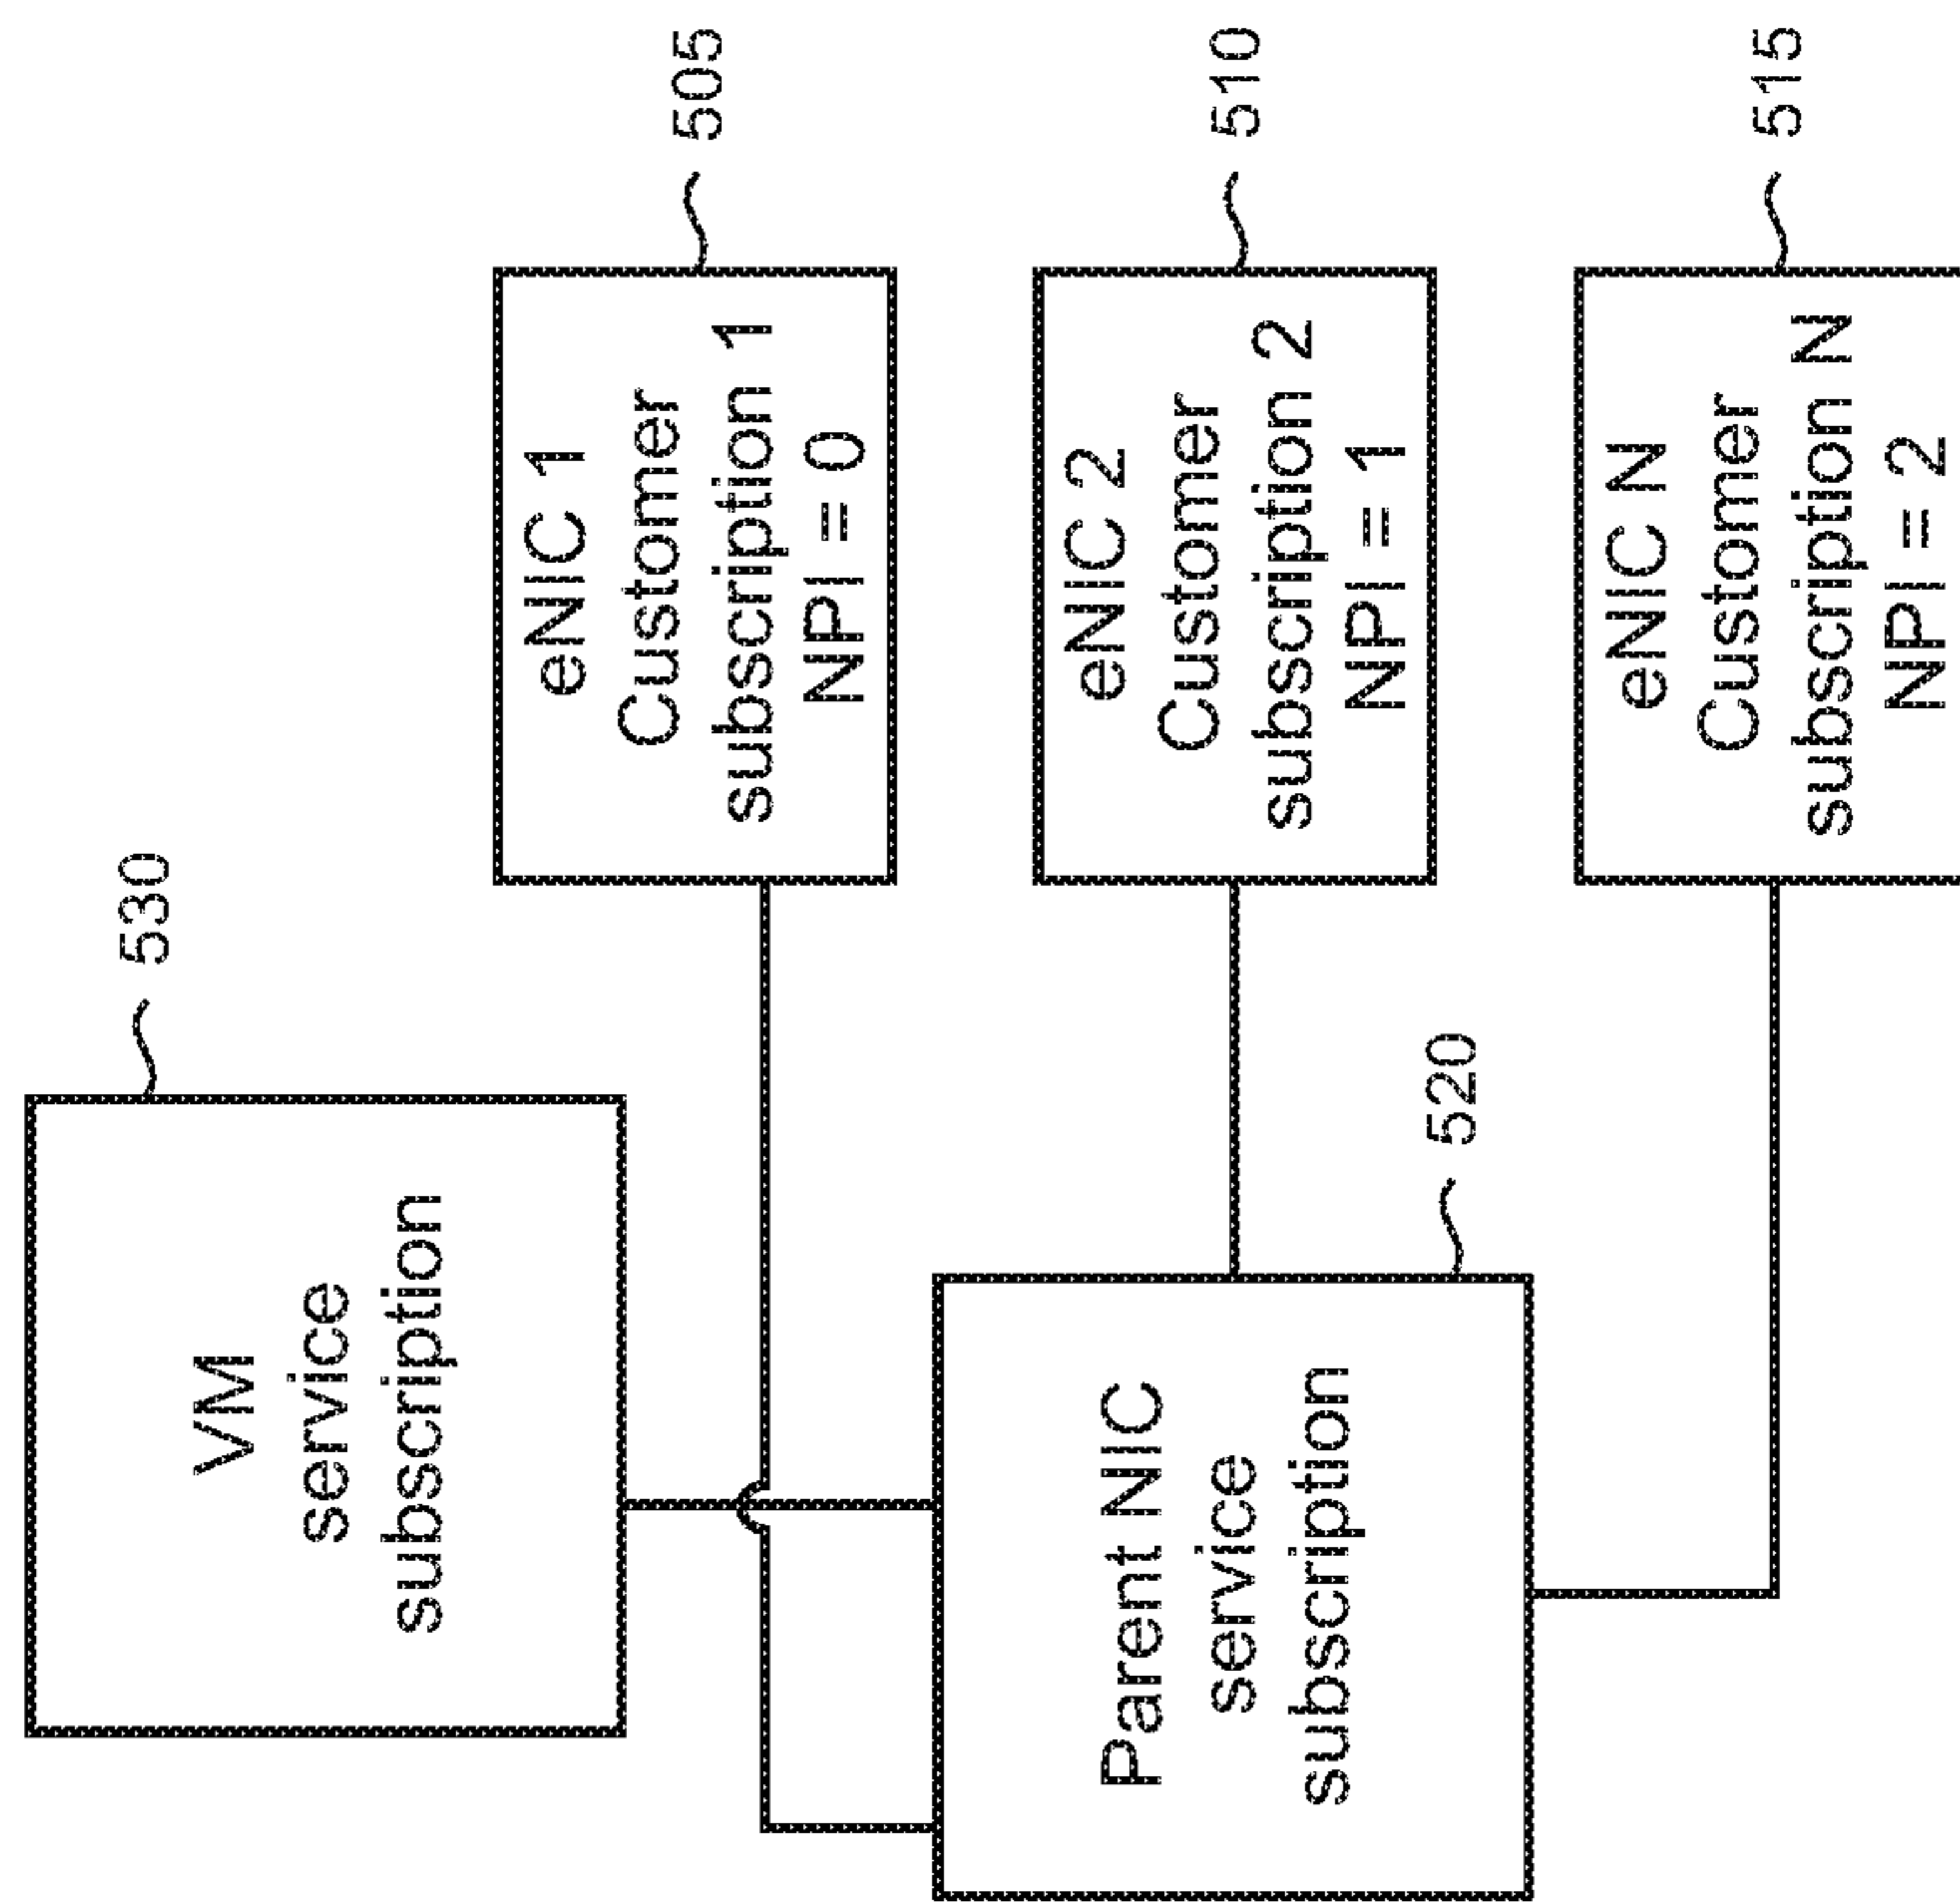 530
VM
service
subscription
505
eNIC 1
Customer
subscription 1
NPI = 0
520
Parent NIC
service
subscription
510
eNIC 2
Customer
subscription 2
NPI = 1
515
eNIC N
Customer
subscription N
NPI = 2